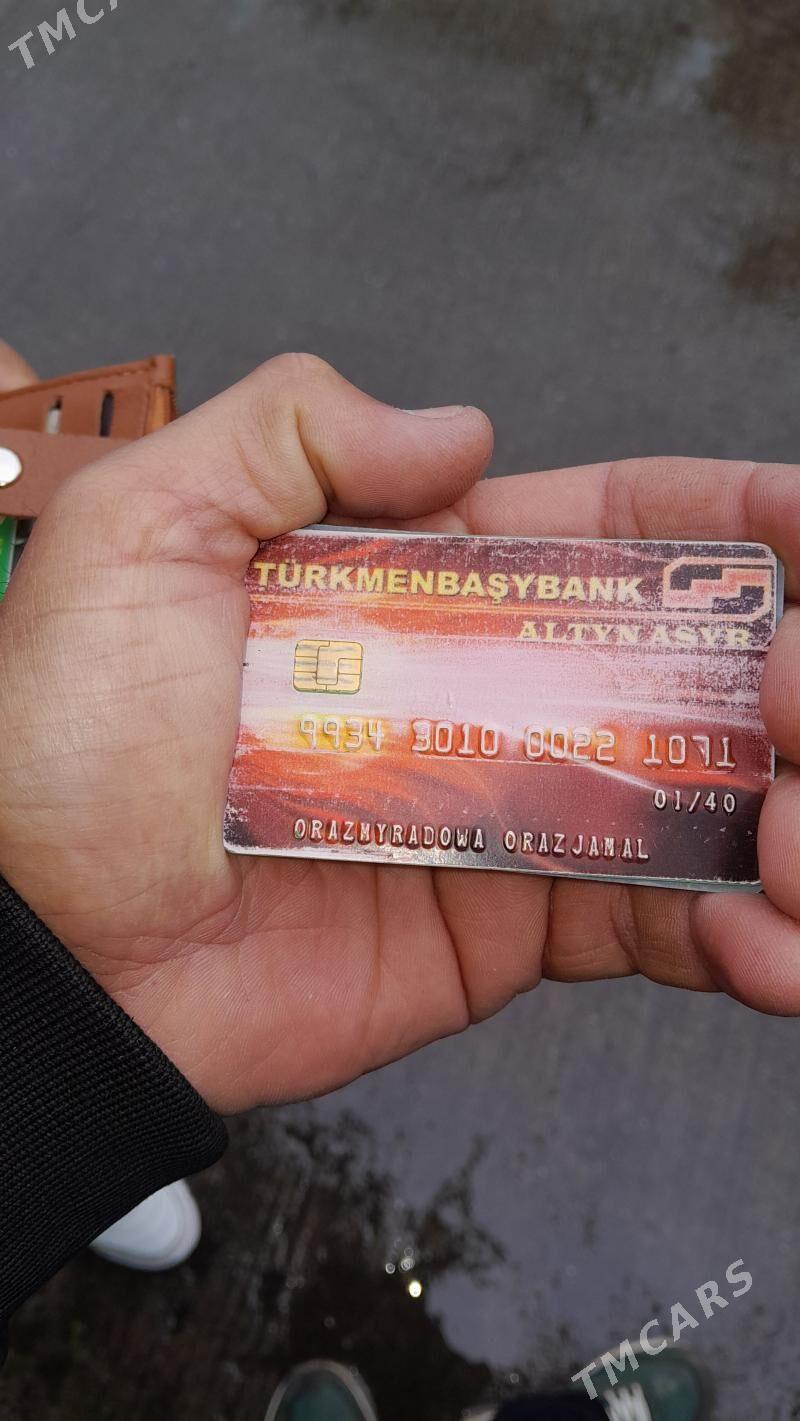 TMCA
TÜRKMENBAŞYBANK
ALTYN ASYR
9934 3010 0022 1071
01/40
ORAZMYRADOWA ORAZJAMAL
TMCARS